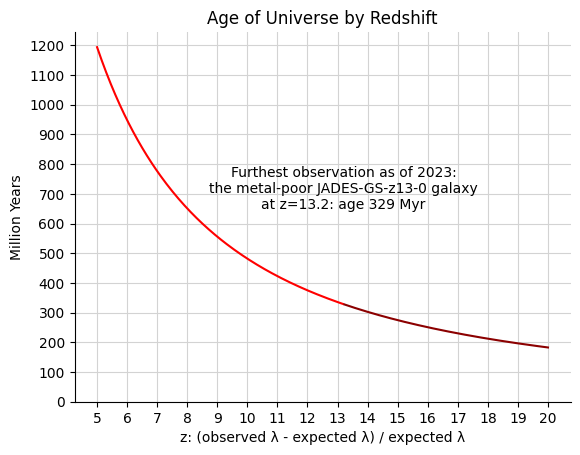 Age of Universe by Redshift
1200
1100
1000
900
800
700
600
500
400
300
200
100
0
Million Years
Furthest observation as of 2023:
the metal-poor JADES-GS-z13-0 galaxy
at z=13.2: age 329 Myr
5 6 7 8 9 10 11 12 13 14 15 16 17 18 19 20
z: (observed λ - expected λ) / expected λ